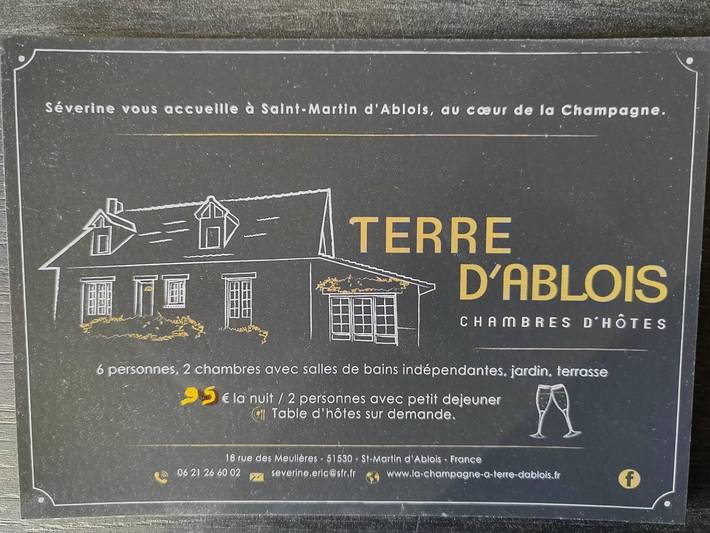 Séverine vous accueille à Saint-Martin d'Ablois, au cœur de la Champagne.
TERRE
D'ABLOIS
CHAMBRES D'HÔTES
6 personnes, 2 chambres avec salles de bains indépendantes, jardin, terrasse
95 € la nuit / 2 personnes avec petit dejeuner
Table d'hôtes sur demande.
18 rue des Meulières - 51530 - St-Martin d'Ablois - France
06 21 26 60 02 severine.eric@sfr.fr www.la-champagne-a-terre-dablois.fr